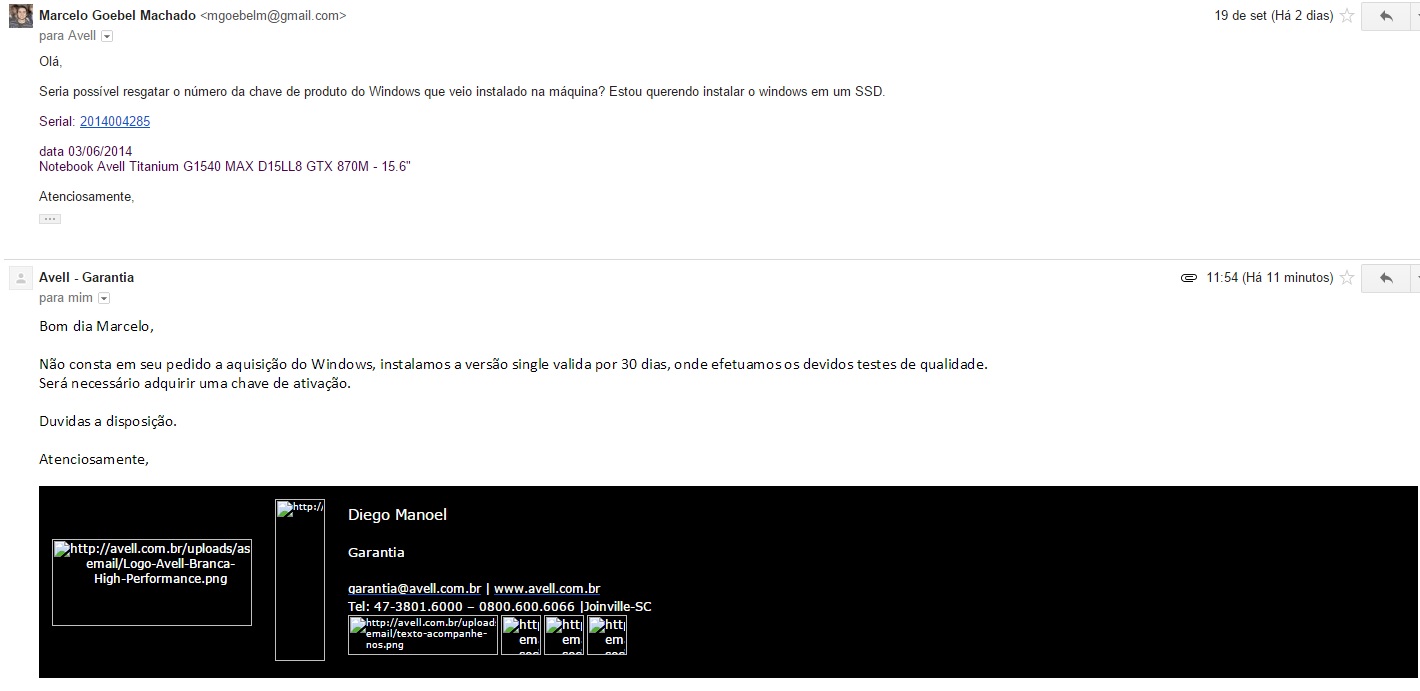 Marcelo Goebel Machado <mgoebelm@gmail.com>
19 de set (Há 2 dias)
para Avell
Olá,
Seria possível resgatar o número da chave de produto do Windows que veio instalado na máquina? Estou querendo instalar o windows em um SSD.
Serial: 2014004285
data 03/06/2014
Notebook Avell Titanium G1540 MAX D15LL8 GTX 870M - 15.6"
Atenciosamente,
Avell - Garantia
11:54 (Há 11 minutos)
para mim
Bom dia Marcelo,
Não consta em seu pedido a aquisição do Windows, instalamos a versão single valida por 30 dias, onde efetuamos os devidos testes de qualidade.
Será necessário adquirir uma chave de ativação.
Duvidas a disposição.
Atenciosamente,
http://avell.com.br/uploads/as
email/Logo-Avell-Branca-
High-Performance.png
http:/
Diego Manoel
Garantia
garantia@avell.com.br | www.avell.com.br
Tel: 47-3801.6000 – 0800.600.6066 |Joinville-SC
http://avell.com.br/upload
email/texto-acompanhe-
nos.png
htt htt htt
em em em